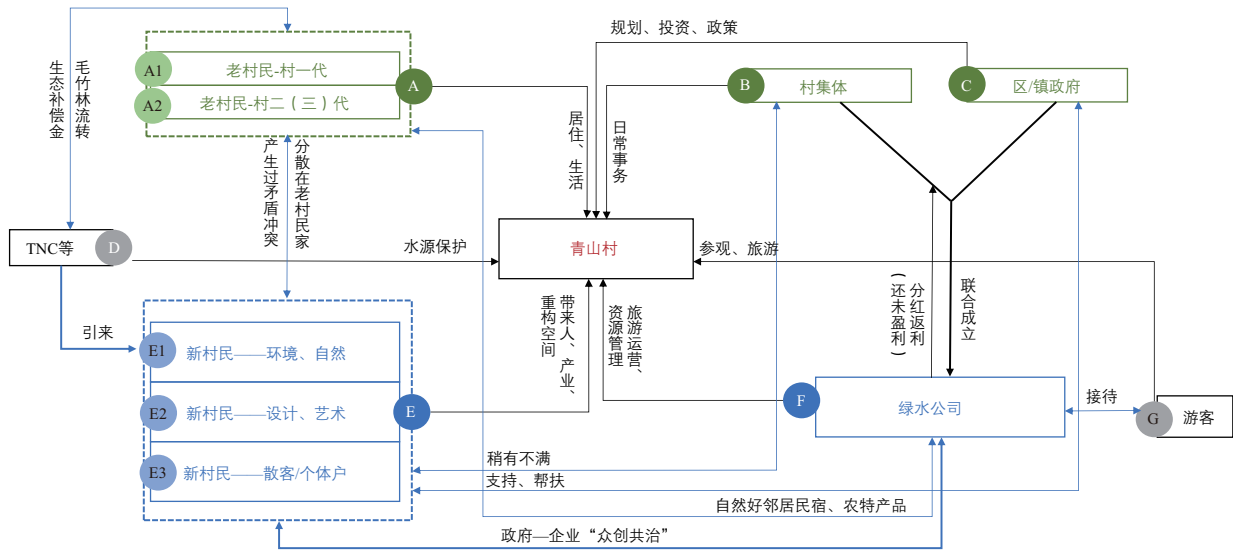 规划、投资、政策
A1
老村民-村一代
A2
老村民-村二（三）代
A
B
村集体
C
区/镇政府
生态补偿金
毛竹林流转
产生过矛盾冲突
分散在老村民家
居住、生活
日常事务
TNC等
D
水源保护
青山村
参观、旅游
引来
重构空间
带来人、产业、
资源管理
旅游运营、
（还未盈利）
分红返利
联合成立
E1
新村民——环境、自然
E2
新村民——设计、艺术
E3
新村民——散客/个体户
E
F
绿水公司
接待
G
游客
稍有不满
支持、帮扶
自然好邻居民宿、农特产品
政府—企业“众创共治”